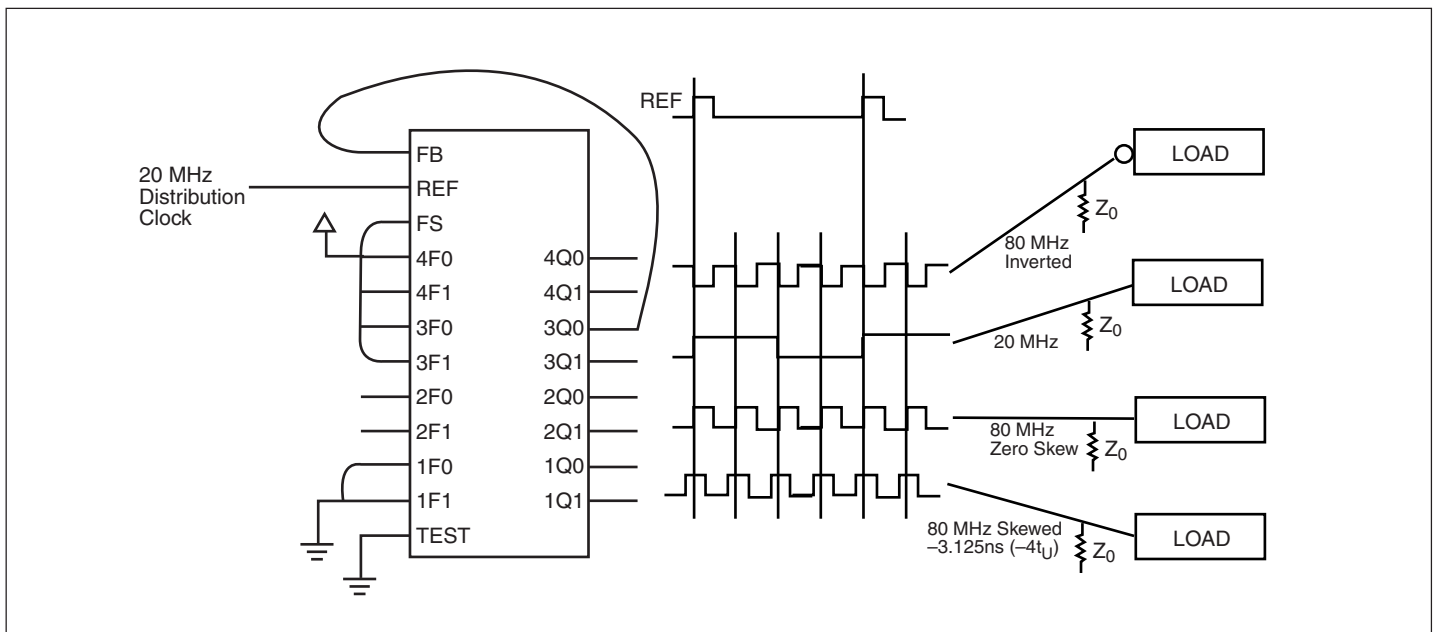 REF
20 MHz
Distribution
Clock
FB
REF
FS
4F0
4F1
3F0
3F1
2F0
2F1
1F0
1F1
TEST
4Q0
4Q1
3Q0
3Q1
2Q0
2Q1
1Q0
1Q1
LOAD
Z0
80 MHz
Inverted
LOAD
Z0
20 MHz
LOAD
80 MHz
Zero Skew
Z0
LOAD
80 MHz Skewed
–3.125ns (–4tU)
Z0